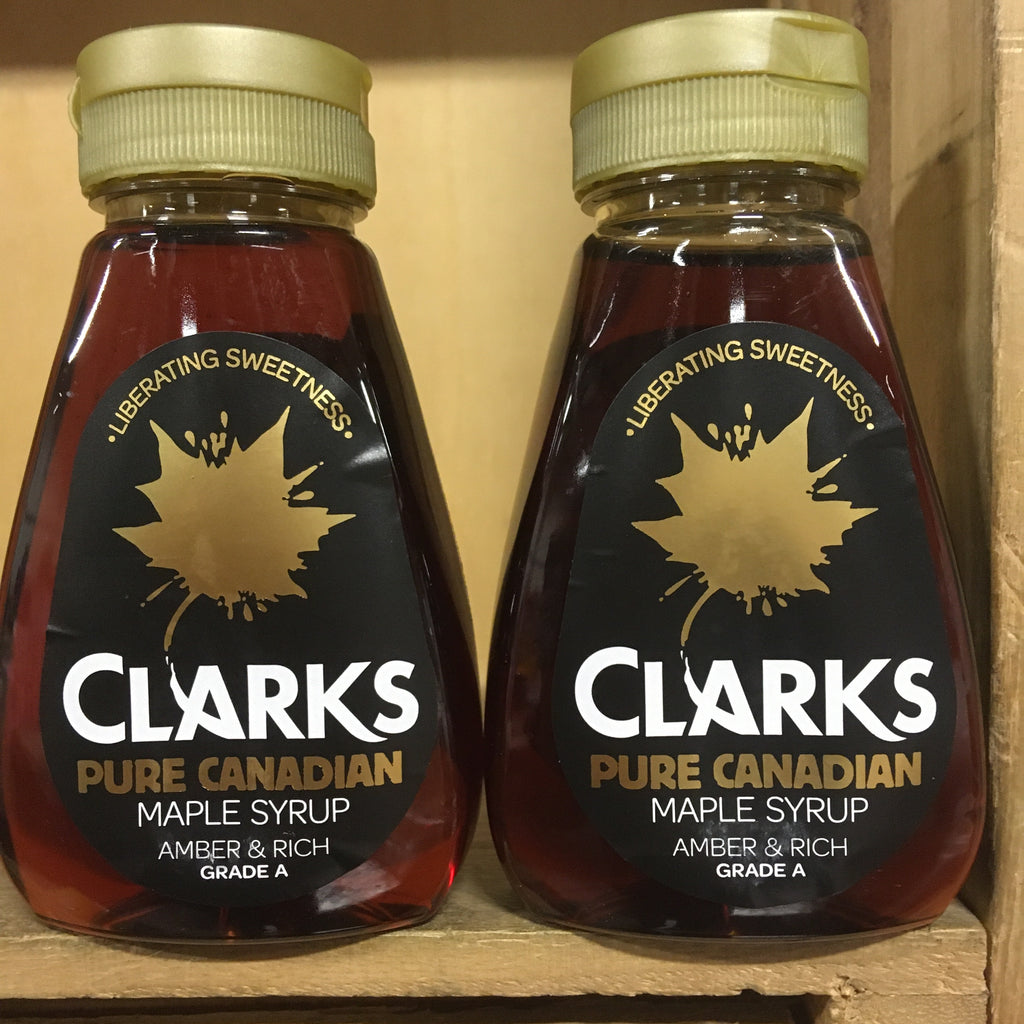 • LIBERATING SWEETNESS •
CLARKS
PURE CANADIAN
MAPLE SYRUP
AMBER & RICH
GRADE A
• LIBERATING SWEETNESS •
CLARKS
PURE CANADIAN
MAPLE SYRUP
AMBER & RICH
GRADE A